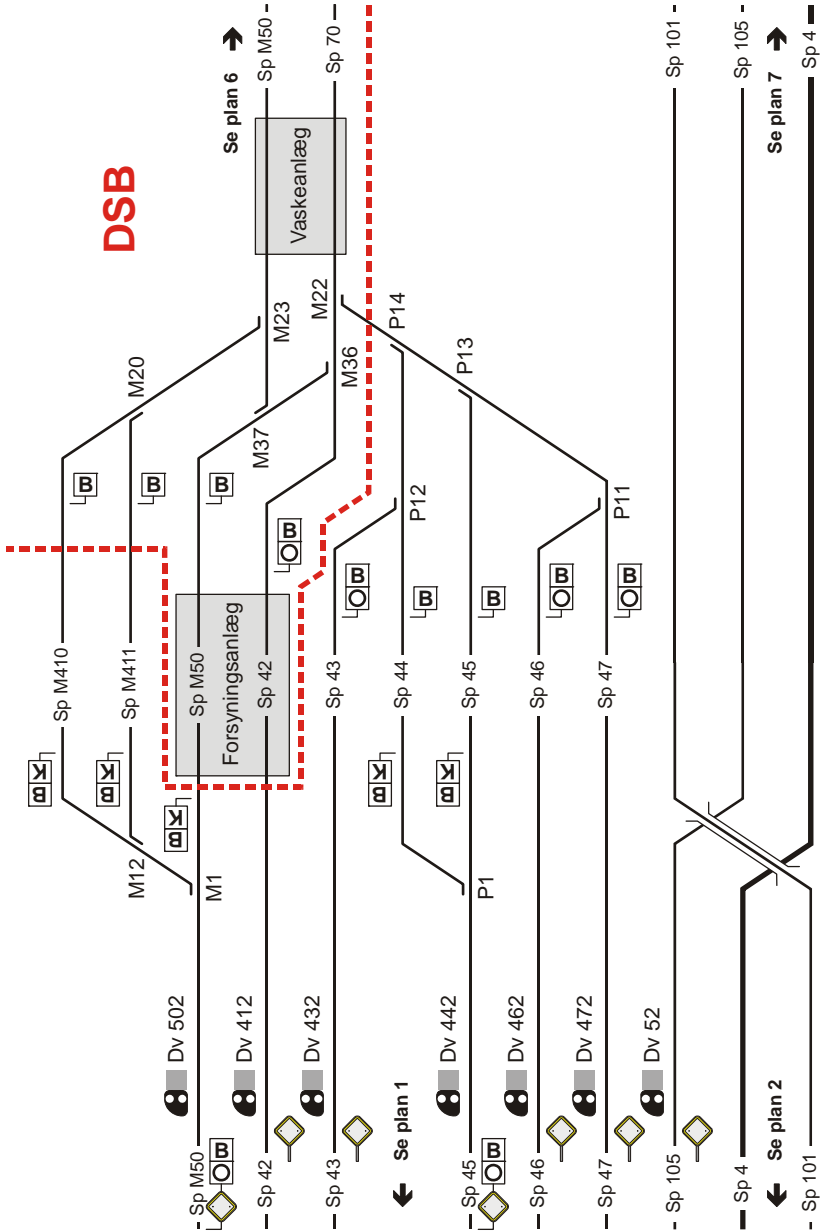 DSB
Se plan 6
Sp M50
Sp 70
Sp 101
Sp 105
Se plan 7
Sp 4
Vaskeanlæg
M20
M23
M22
M37
M36
P14
P13
P12
P11
B
B
B
B
B
B
B
B
B
Forsyningsanlæg
Sp M410
Sp M411
Sp M50
Sp 42
Sp 43
Sp 44
Sp 45
Sp 46
Sp 47
K B
K B
K B
K B
K B
M12
M1
P1
Dv 502
Dv 412
Dv 432
Dv 442
Dv 462
Dv 472
Dv 52
Se plan 1
Se plan 2
Sp M50
B
Sp 42
Sp 43
Sp 45
B
Sp 46
Sp 47
Sp 105
Sp 4
Sp 101